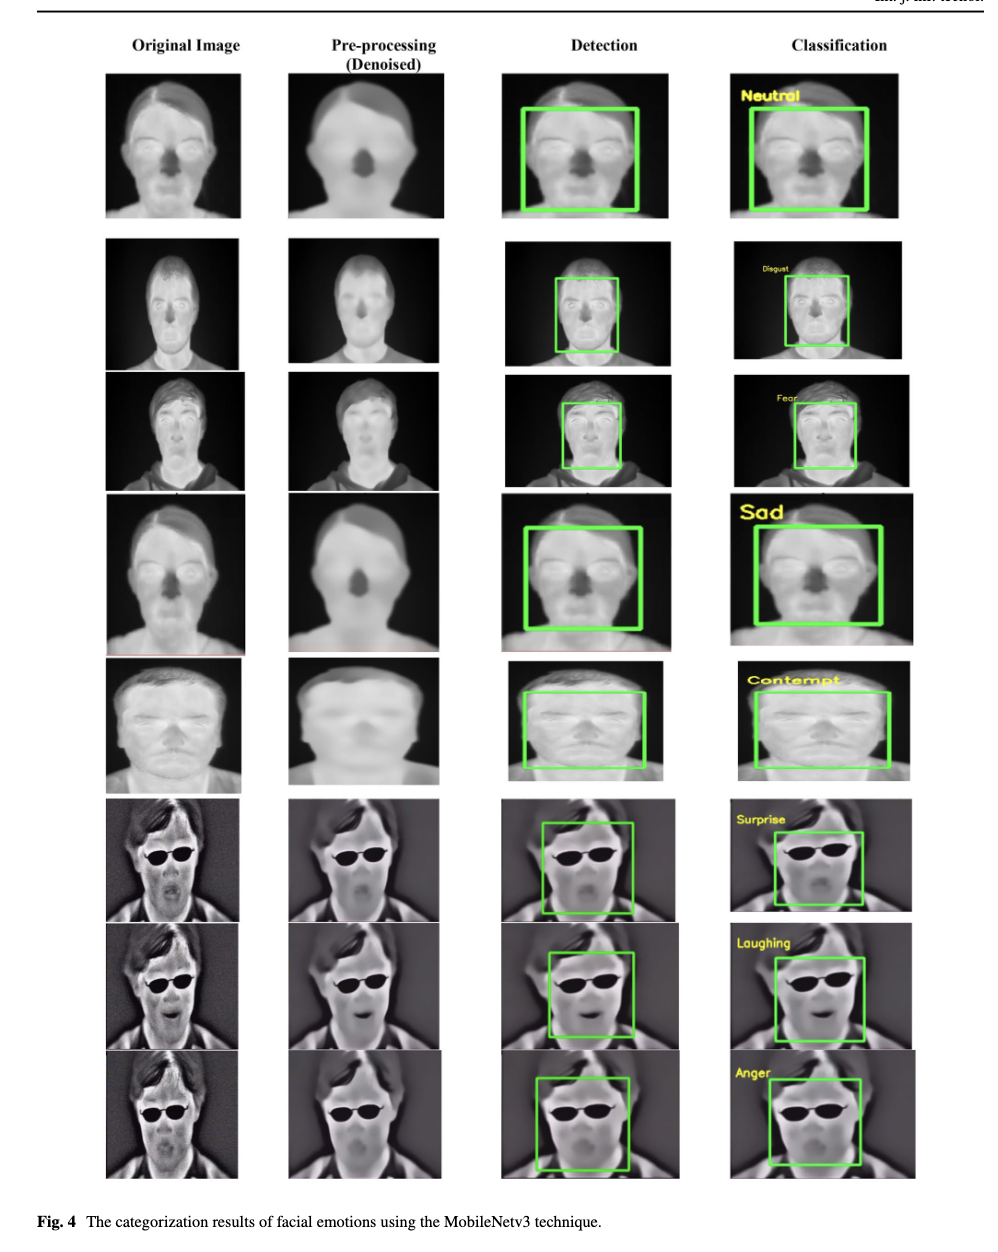 Original Image
Pre-processing
(Denoised)
Detection
Classification
Neutral
Disgust
Fear
Sad
Contempt
Surprise
Laughing
Anger
Fig. 4 The categorization results of facial emotions using the MobileNetv3 technique.